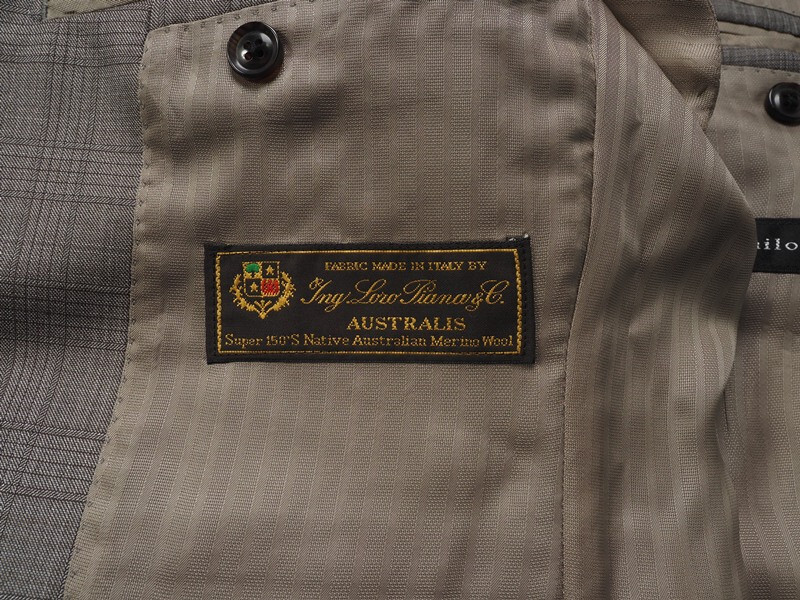 FABRIC MADE IN ITALY BY
Ing. Loro Piana & C.
AUSTRALIS
Super 150'S Native Australian Merino Wool